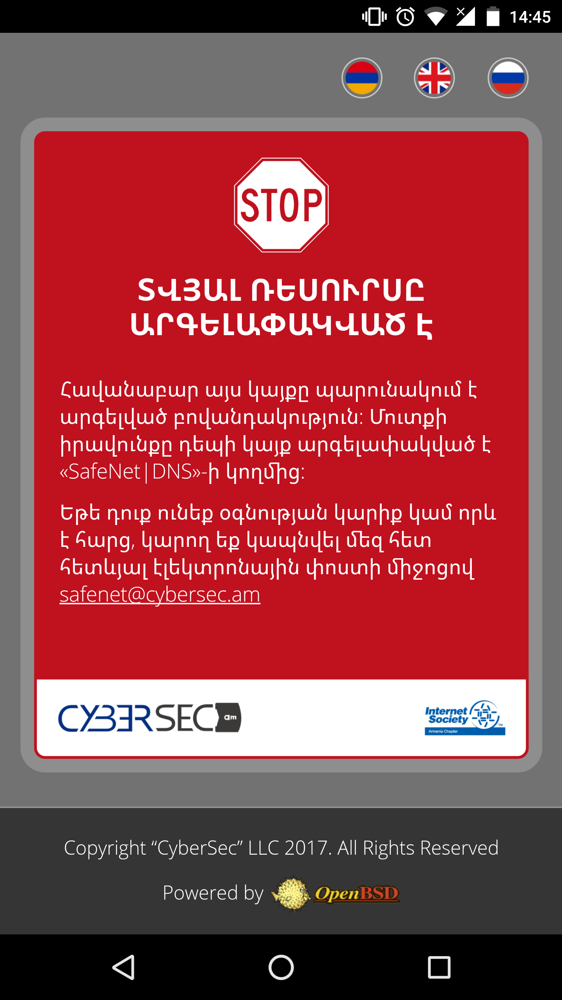 14:45
STOP
ՏՎՅԱԼ ՌԵՍՈՒՐՍԸ
ԱՐԳԵԼԱՓԱԿՎԱԾ Է
Հավանաբար այս կայքը պարունակում է
արգելված բովանդակություն: Մուտքի
իրավունքը դեպի կայք արգելափակված է
«SafeNet|DNS»-ի կողմից:
Եթե դուք ունեք օգնության կարիք կամ որև
է հարց, կարող եք կապնվել մեզ հետ
հետևյալ էլեկտրոնային փոստի միջոցով
safenet@cybersec.am
CYBERSEC am
Internet
Society TM
Armenia Chapter
Copyright “CyberSec” LLC 2017. All Rights Reserved
Powered by OpenBSD